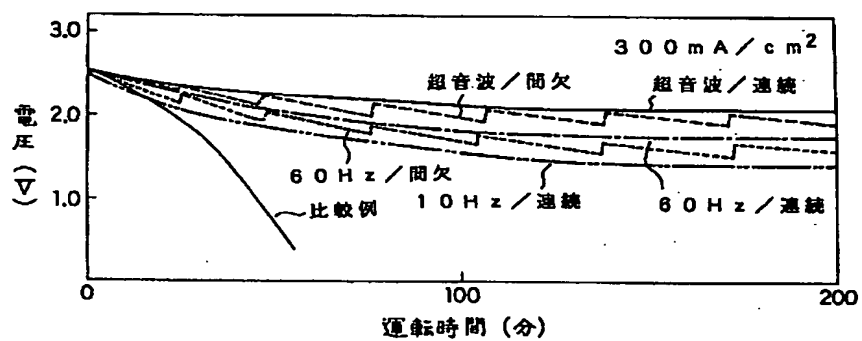 3.0
300mA/cm²
超音波/間欠
超音波/連続
2.0
電圧(V)
60Hz/間欠
10Hz/連続
60Hz/連続
1.0
比較例
0
100
200
運転時間(分)